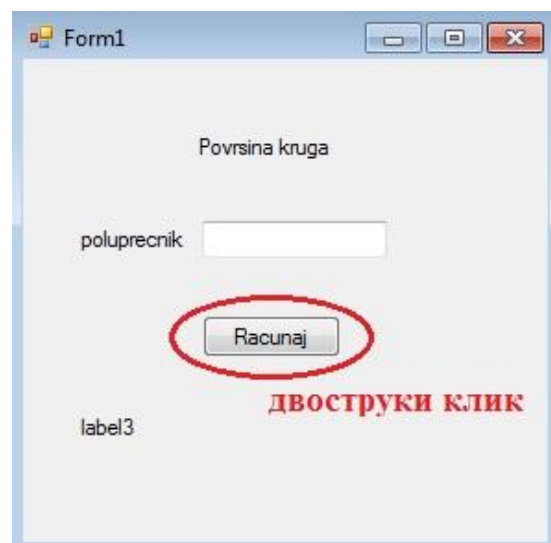 Form1
Povrsina kruga
poluprecnik
Racunaj
двоструки клик
label3